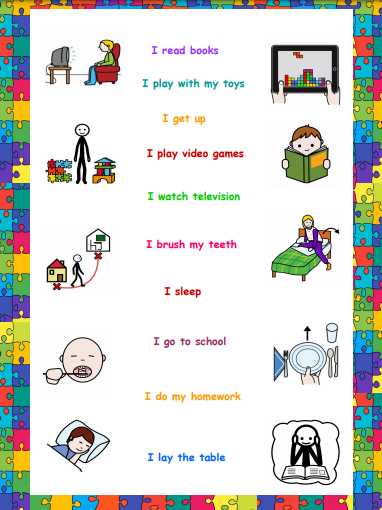 I read books
I play with my toys
I get up
I play video games
I watch television
I brush my teeth
I sleep
I go to school
I do my homework
I lay the table